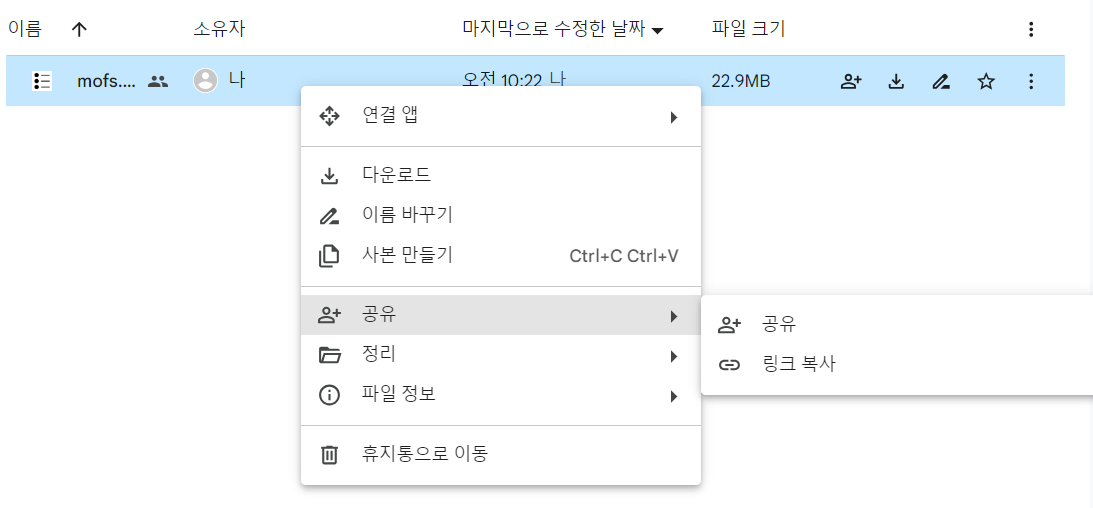 이름 소유자 마지막으로 수정한 날짜 파일 크기
mofs.... 나 오전 10:22 나 22.9MB
연결 앱
다운로드
이름 바꾸기
사본 만들기 Ctrl+C Ctrl+V
공유
공유
정리
링크 복사
파일 정보
휴지통으로 이동